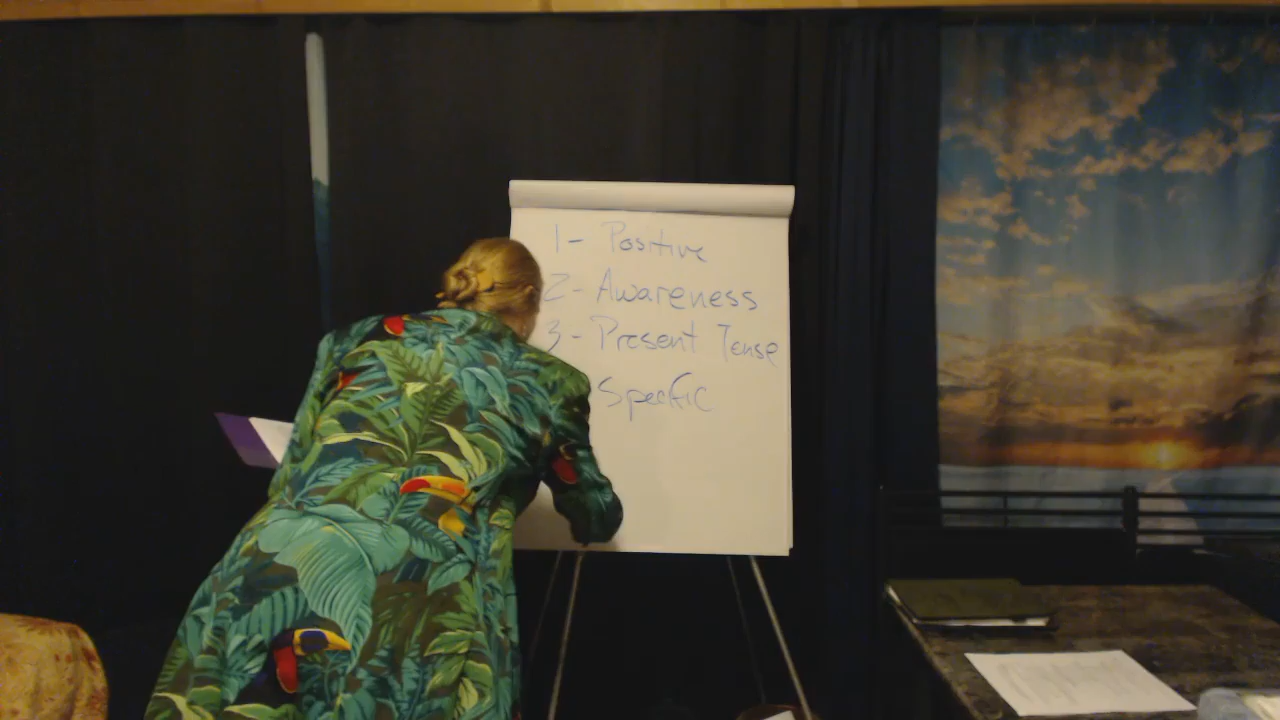 1- Positive
2- Awareness
3- Present Tense
Specific